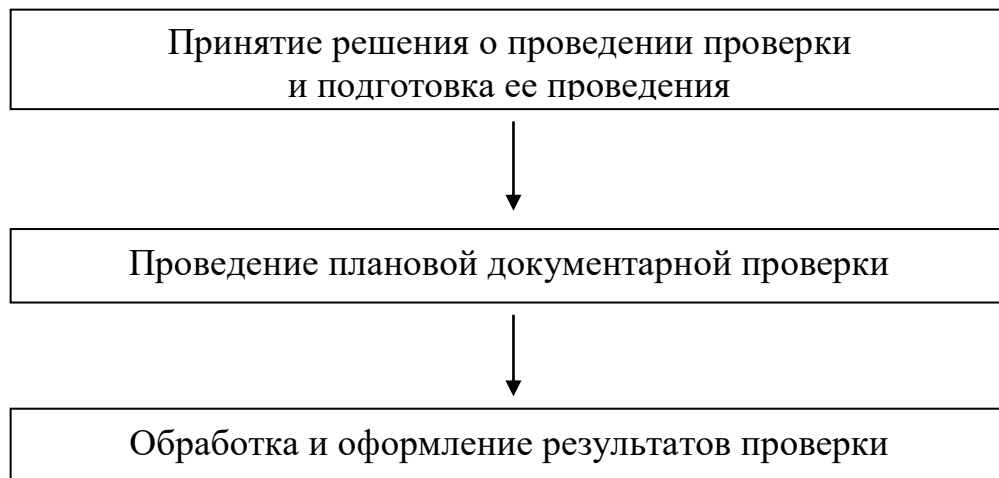 Принятие решения о проведении проверки
и подготовка ее проведения
Проведение плановой документарной проверки
Обработка и оформление результатов проверки